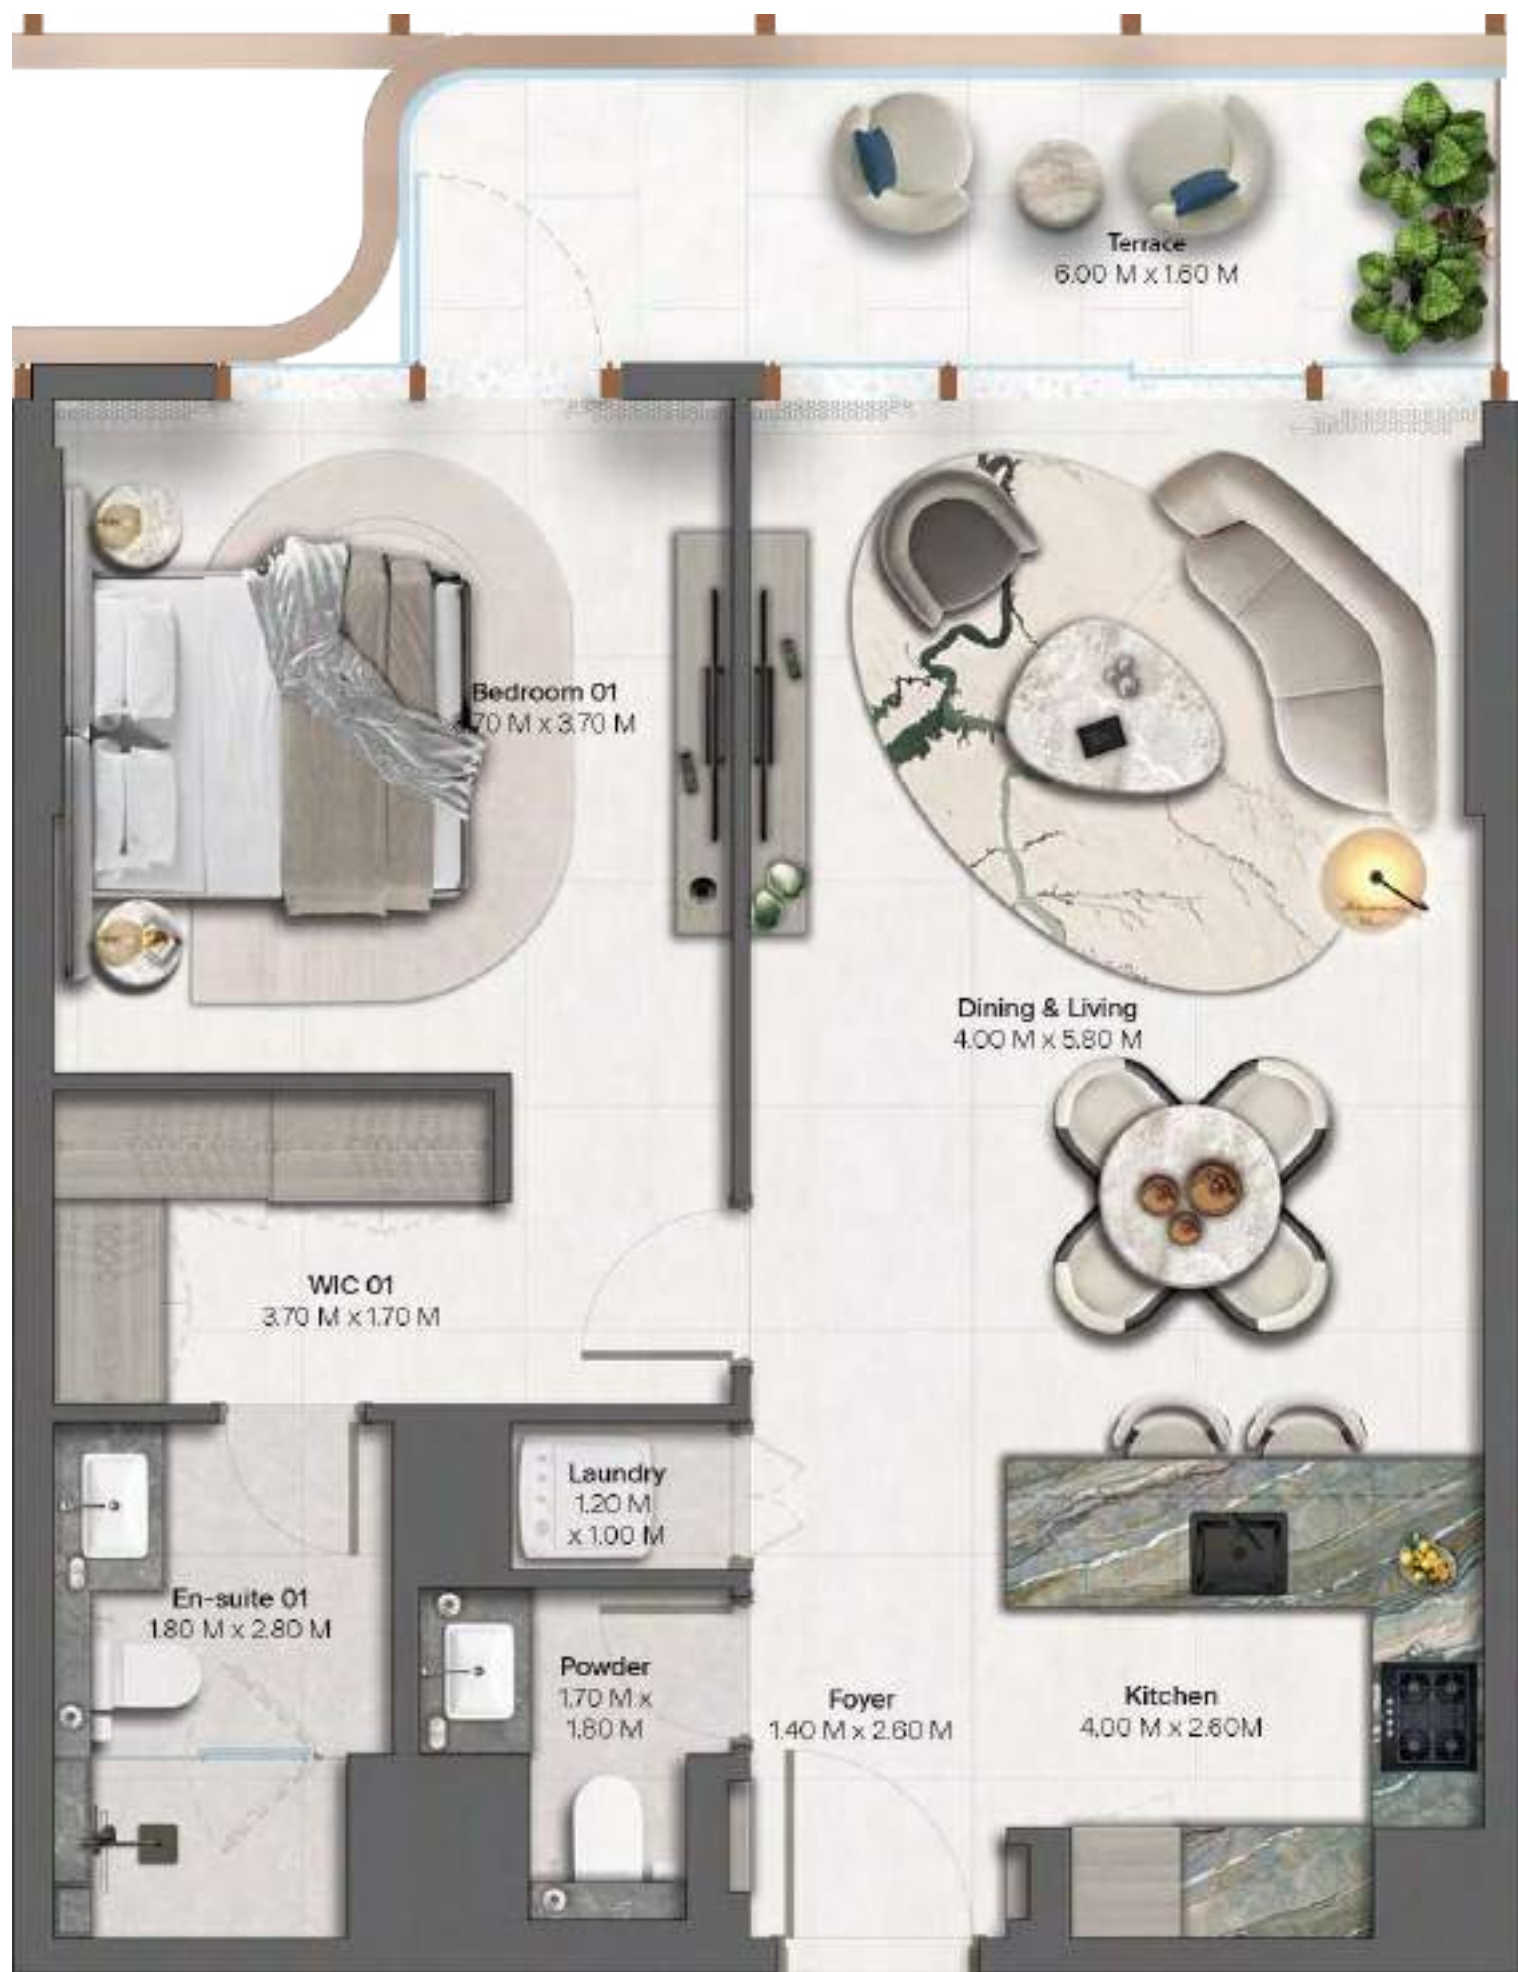 Terrace
6.00 M x 1.60 M
Bedroom 01
70 M x 3.70 M
Dining & Living
4.00 M x 5.80 M
WIC 01
3.70 M x 1.70 M
Laundry
1.20 M
x 1.00 M
En-suite 01
1.80 M x 2.80 M
Powder
1.70 M x
1.80 M
Foyer
1.40 M x 2.60 M
Kitchen
4.00 M x 2.60M